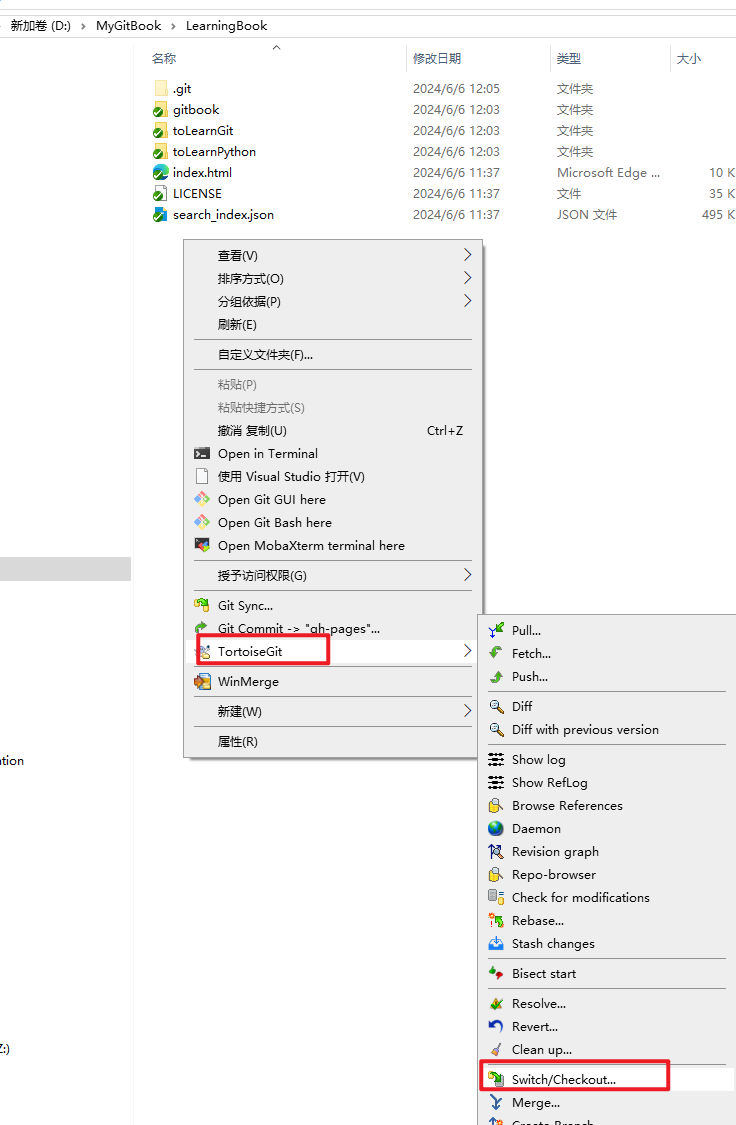 新加卷 (D:) › MyGitBook › LearningBook
名称 修改日期 类型 大小
.git 2024/6/6 12:05 文件夹
gitbook 2024/6/6 12:03 文件夹
toLearnGit 2024/6/6 12:03 文件夹
toLearnPython 2024/6/6 12:03 文件夹
index.html 2024/6/6 11:37 Microsoft Edge ... 10 K
LICENSE 2024/6/6 11:37 文件 35 K
search_index.json 2024/6/6 11:37 JSON 文件 495 K
查看(V)
排序方式(O)
分组依据(P)
刷新(E)
自定义文件夹(F)...
粘贴(P)
粘贴快捷方式(S)
撤消 复制(U) Ctrl+Z
Open in Terminal
使用 Visual Studio 打开(V)
Open Git GUI here
Open Git Bash here
Open MobaXterm terminal here
授予访问权限(G)
Git Sync...
Git Commit -> "gh-pages"...
TortoiseGit
WinMerge
新建(W)
属性(R)
Pull...
Fetch...
Push...
Diff
Diff with previous version
Show log
Show RefLog
Browse References
Daemon
Revision graph
Repo-browser
Check for modifications
Rebase...
Stash changes
Bisect start
Resolve...
Revert...
Clean up...
Switch/Checkout...
Merge...
Create Branch
ation
Z:)